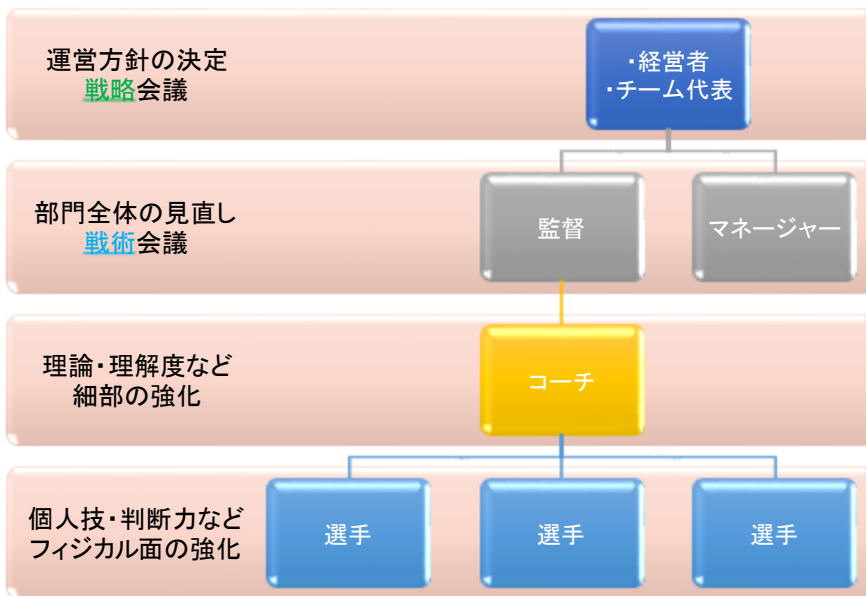 運営方針の決定
戦略会議
・経営者
・チーム代表
部門全体の見直し
戦術会議
監督
マネージャー
理論・理解度など
細部の強化
コーチ
個人技・判断力など
フィジカル面の強化
選手
選手
選手